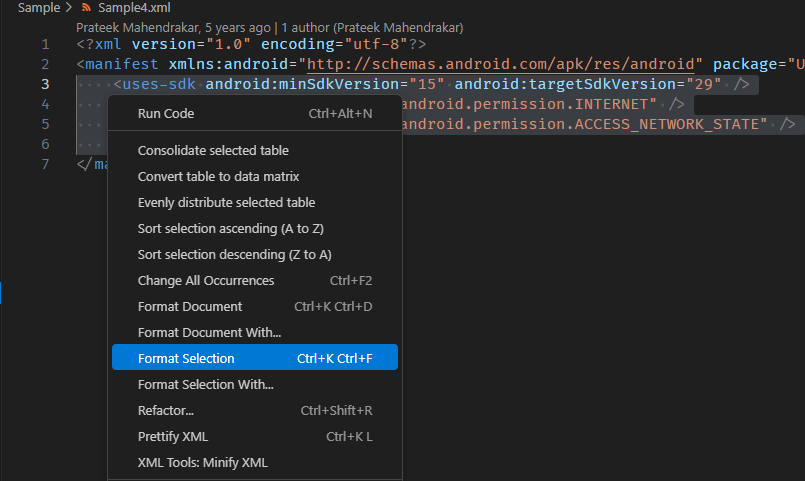 Sample > Sample4.xml
Prateek Mahendrakar, 5 years ago | 1 author (Prateek Mahendrakar)
1 <?xml version="1.0" encoding="utf-8"?>
2 <manifest xmlns:android="http://schemas.android.com/apk/res/android" package="U
3 <uses-sdk android:minSdkVersion="15" android:targetSdkVersion="29" />
4 android.permission.INTERNET" />
5 android.permission.ACCESS_NETWORK_STATE" />
6
7 </ma
Run Code Ctrl+Alt+N
Consolidate selected table
Convert table to data matrix
Evenly distribute selected table
Sort selection ascending (A to Z)
Sort selection descending (Z to A)
Change All Occurrences Ctrl+F2
Format Document Ctrl+K Ctrl+D
Format Document With...
Format Selection Ctrl+K Ctrl+F
Format Selection With...
Refactor... Ctrl+Shift+R
Prettify XML Ctrl+K L
XML Tools: Minify XML